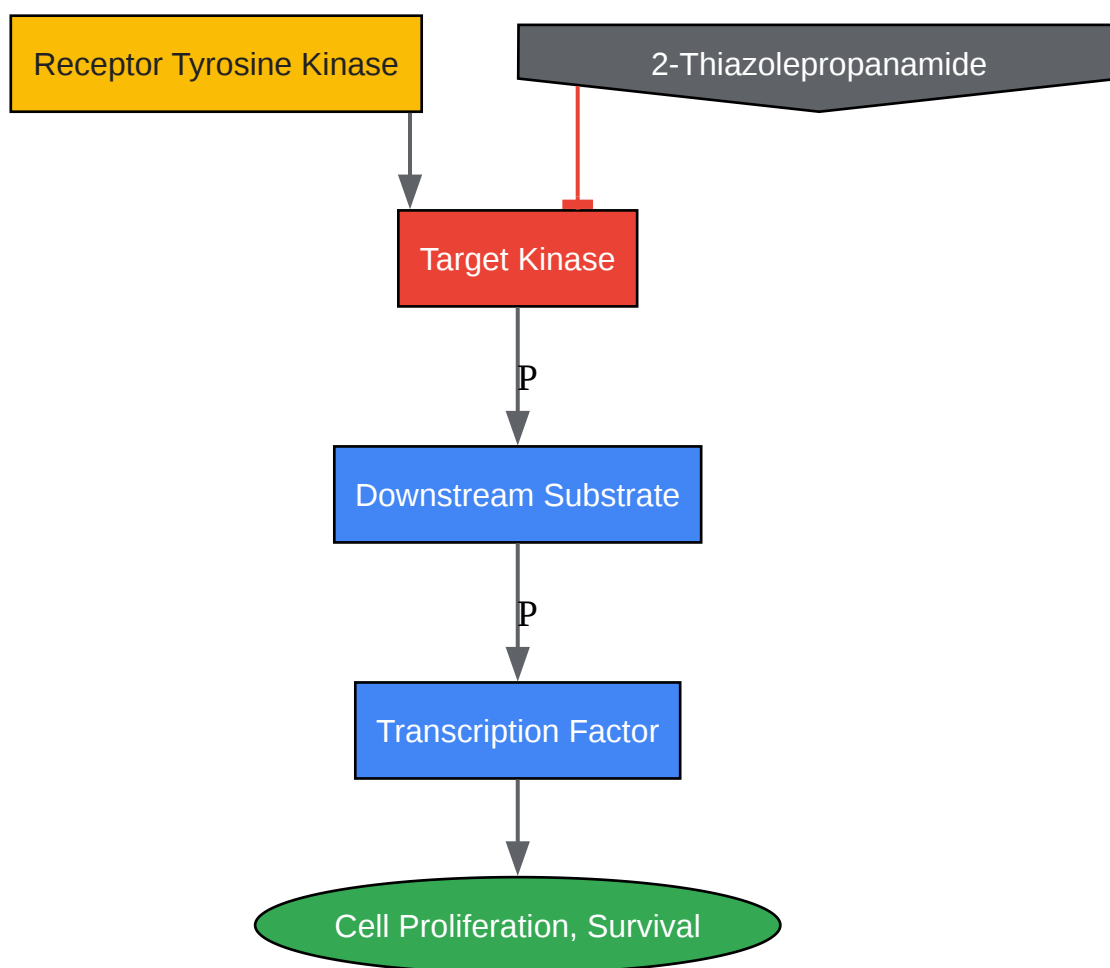 Receptor Tyrosine Kinase
2-Thiazolepropanamide
Target Kinase
P
Downstream Substrate
P
Transcription Factor
Cell Proliferation, Survival